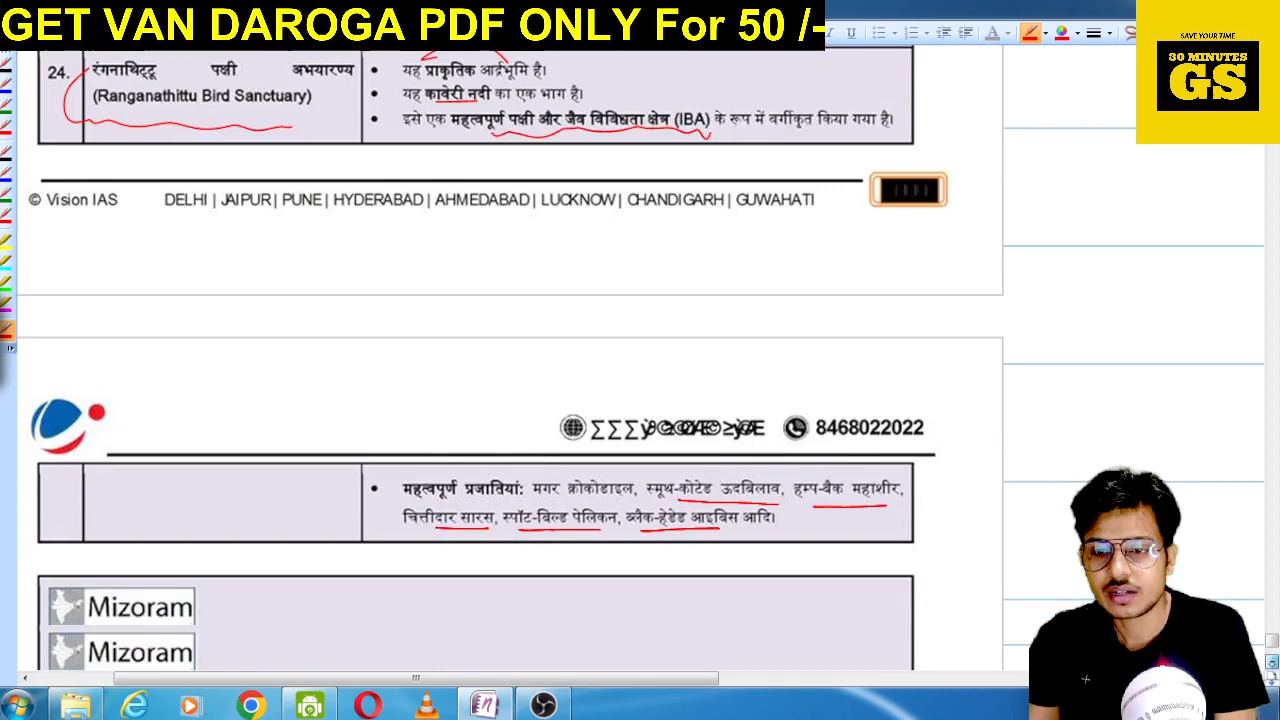 GET VAN DAROGA PDF ONLY For 50 /-
SAVE YOUR TIME
30 MINUTES
GS
24. रंगनाथिट्टू पक्षी अभयारण्य
(Ranganathittu Bird Sanctuary)
यह प्राकृतिक आर्द्रभूमि है।
यह कावेरी नदी का एक भाग है।
इसे एक महत्वपूर्ण पक्षी और जैव विविधता क्षेत्र (IBA) के रूप में वर्गीकृत किया गया है।
© Vision IAS DELHI | JAIPUR | PUNE | HYDERABAD | AHMEDABAD | LUCKNOW | CHANDIGARH | GUWAHATI
8468022022
महत्वपूर्ण प्रजातियां: मगर क्रोकोडाइल, स्मूथ-कोटेड ऊदबिलाव, हम्प-बैक महाशीर,
चित्तीदार सारस, स्पॉट-बिल्ड पेलिकन, ब्लैक-हेडेड आइबिस आदि।
Mizoram
Mizoram